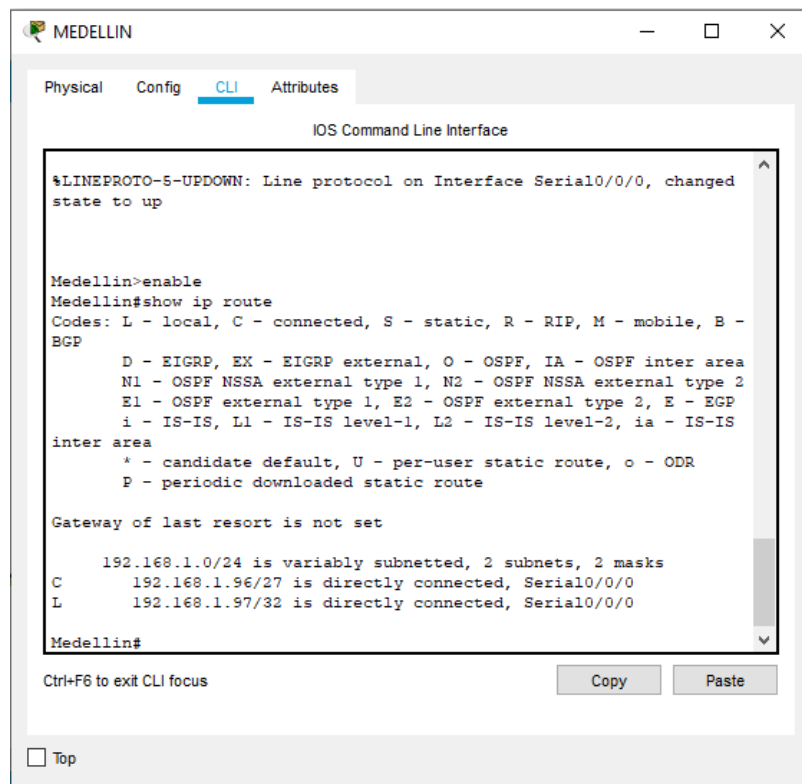 MEDELLIN
Physical Config CLI Attributes
IOS Command Line Interface
%LINEPROTO-5-UPDOWN: Line protocol on Interface Serial0/0/0, changed
state to up
Medellin>enable
Medellin#show ip route
Codes: L - local, C - connected, S - static, R - RIP, M - mobile, B -
BGP
D - EIGRP, EX - EIGRP external, O - OSPF, IA - OSPF inter area
N1 - OSPF NSSA external type 1, N2 - OSPF NSSA external type 2
E1 - OSPF external type 1, E2 - OSPF external type 2, E - EGP
i - IS-IS, L1 - IS-IS level-1, L2 - IS-IS level-2, ia - IS-IS
inter area
* - candidate default, U - per-user static route, o - ODR
P - periodic downloaded static route
Gateway of last resort is not set
192.168.1.0/24 is variably subnetted, 2 subnets, 2 masks
C 192.168.1.96/27 is directly connected, Serial0/0/0
L 192.168.1.97/32 is directly connected, Serial0/0/0
Medellin#
Ctrl+F6 to exit CLI focus
Copy Paste
Top